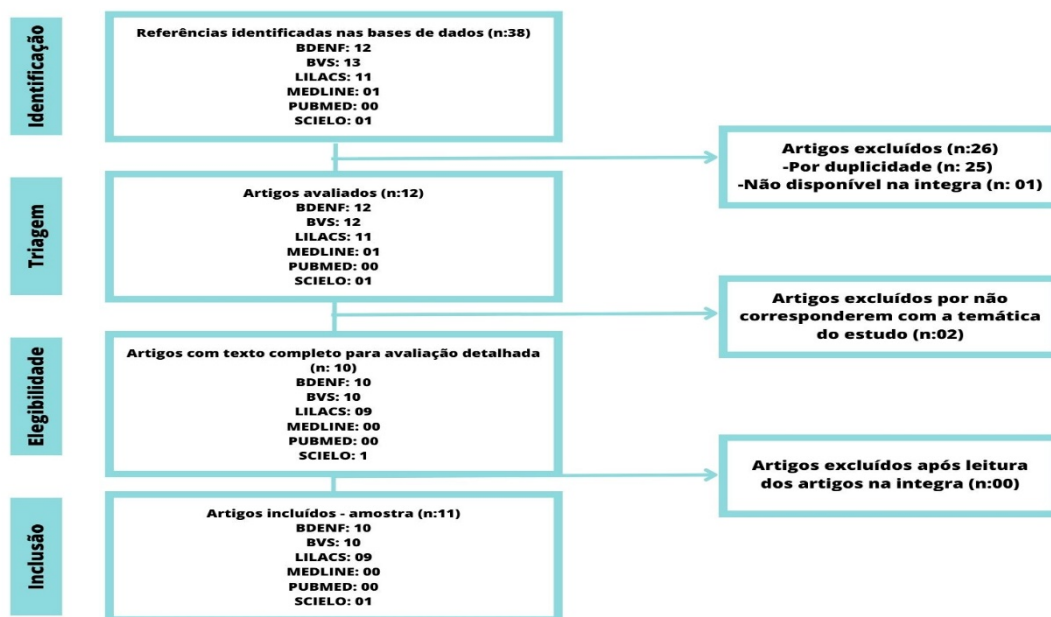 Identificação
Referências identificadas nas bases de dados (n:38)
BDENF: 12
BVS: 13
LILACS: 11
MEDLINE: 01
PUBMED: 00
SCIELO: 01
Artigos excluídos (n:26)
-Por duplicidade (n: 25)
-Não disponível na integra (n: 01)
Triagem
Artigos avaliados (n:12)
BDENF: 12
BVS: 12
LILACS: 11
MEDLINE: 01
PUBMED: 00
SCIELO: 01
Artigos excluídos por não
corresponderem com a temática
do estudo (n:02)
Elegibilidade
Artigos com texto completo para avaliação detalhada
(n: 10)
BDENF: 10
BVS: 10
LILACS: 09
MEDLINE: 00
PUBMED: 00
SCIELO: 1
Artigos excluídos após leitura
dos artigos na integra (n:00)
Inclusão
Artigos incluídos - amostra (n:11)
BDENF: 10
BVS: 10
LILACS: 09
MEDLINE: 00
PUBMED: 00
SCIELO: 01